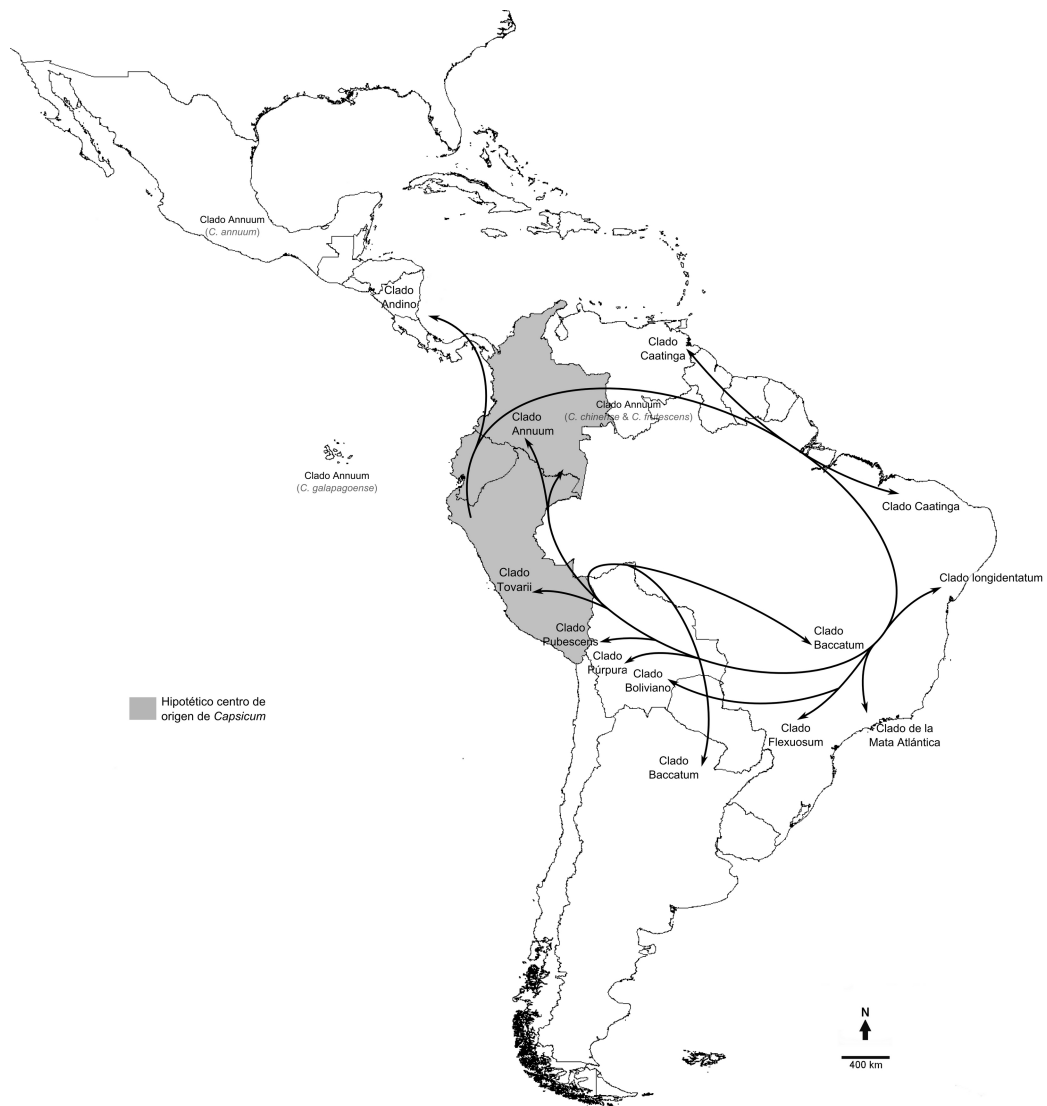 Clado Annuum
(C. annuum)
Clado
Andino
Clado
Caatinga
Clado Annuum
(C. chinense & C. frutescens)
Clado
Annuum
Clado Annuum
(C. galapagoense)
Clado Caatinga
Clado
Tovarii
Clado longidentatum
Clado
Pubescens
Clado
Baccatum
Clado
Púrpura
Clado
Boliviano
Hipotético centro de
origen de Capsicum
Clado
Flexuosum
Clado de la
Mata Atlántica
Clado
Baccatum
N
400 km